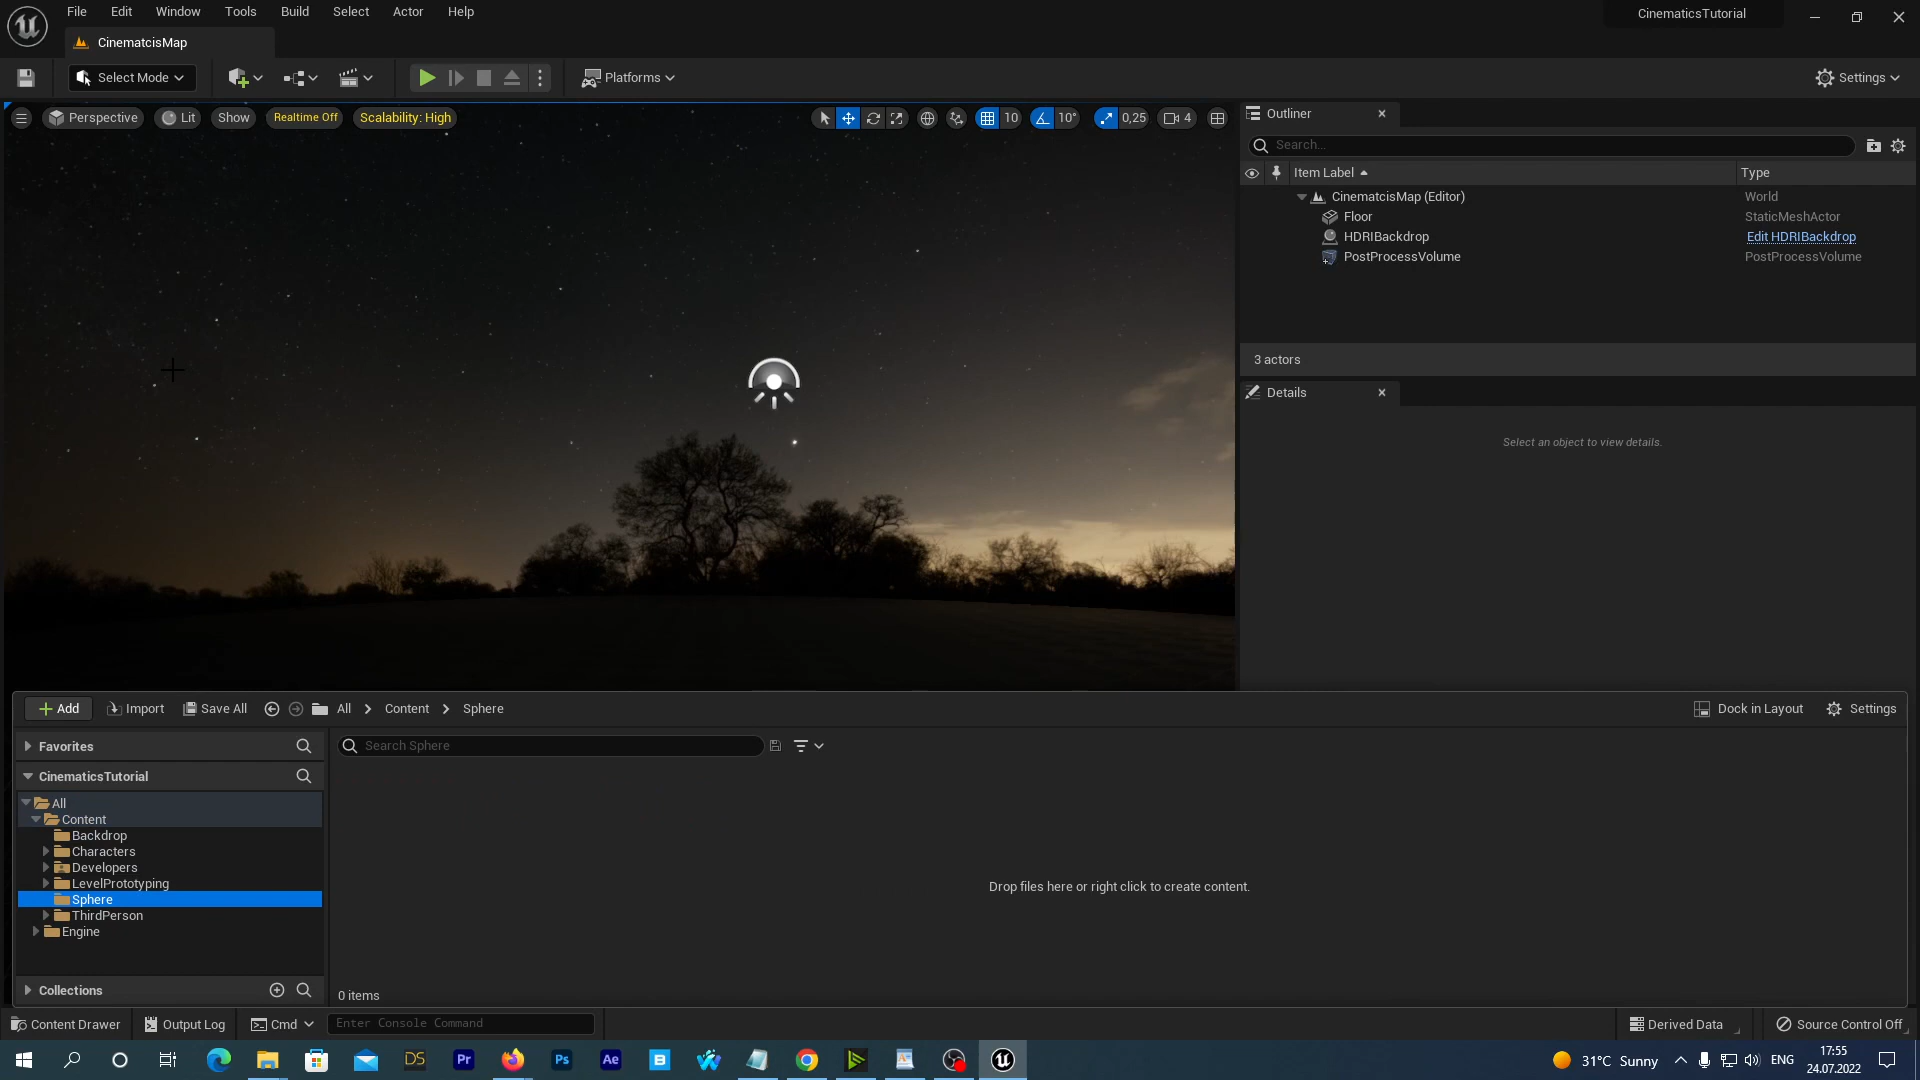 File Edit Window Tools Build Select Actor Help
CinematicsTutorial
CinematcisMap
Select Mode
Platforms
Settings
Perspective
Lit
Show
Realtime Off
Scalability: High
10
10°
0,25
4
Outliner
Search...
Item Label
Type
CinematcisMap (Editor)
World
Floor
StaticMeshActor
HDRIBackdrop
Edit HDRIBackdrop
PostProcessVolume
PostProcessVolume
3 actors
Details
Select an object to view details.
Add
Import
Save All
All
Content
Sphere
Dock in Layout
Settings
Favorites
Search Sphere
CinematicsTutorial
All
Content
Backdrop
Characters
Developers
LevelPrototyping
Sphere
ThirdPerson
Engine
Drop files here or right click to create content.
Collections
0 items
Content Drawer
Output Log
Cmd
Enter Console Command
Derived Data
Source Control Off
DS
Pr
Ps
Ae
31°C Sunny
ENG
17:55
24.07.2022